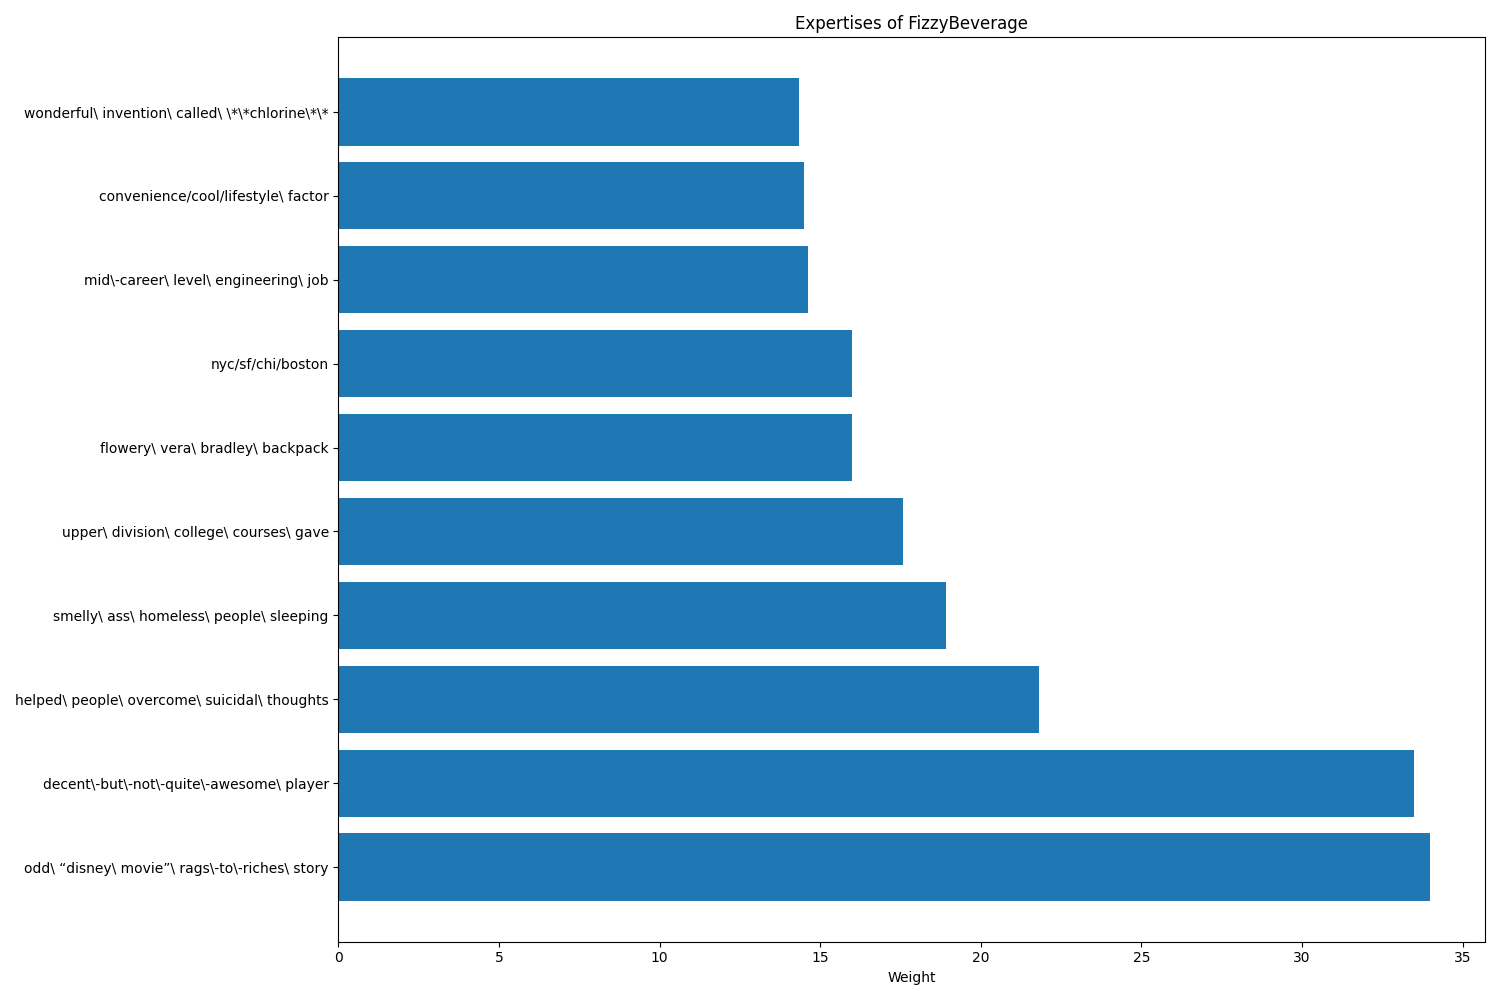 Expertises of FizzyBeverage
wonderful\ invention\ called\ \*\*chlorine\*\*
convenience/cool/lifestyle\ factor
mid\-career\ level\ engineering\ job
nyc/sf/chi/boston
flowery\ vera\ bradley\ backpack
upper\ division\ college\ courses\ gave
smelly\ ass\ homeless\ people\ sleeping
helped\ people\ overcome\ suicidal\ thoughts
decent\-but\-not\-quite\-awesome\ player
odd\ “disney\ movie”\ rags\-to\-riches\ story
0 5 10 15 20 25 30 35
Weight